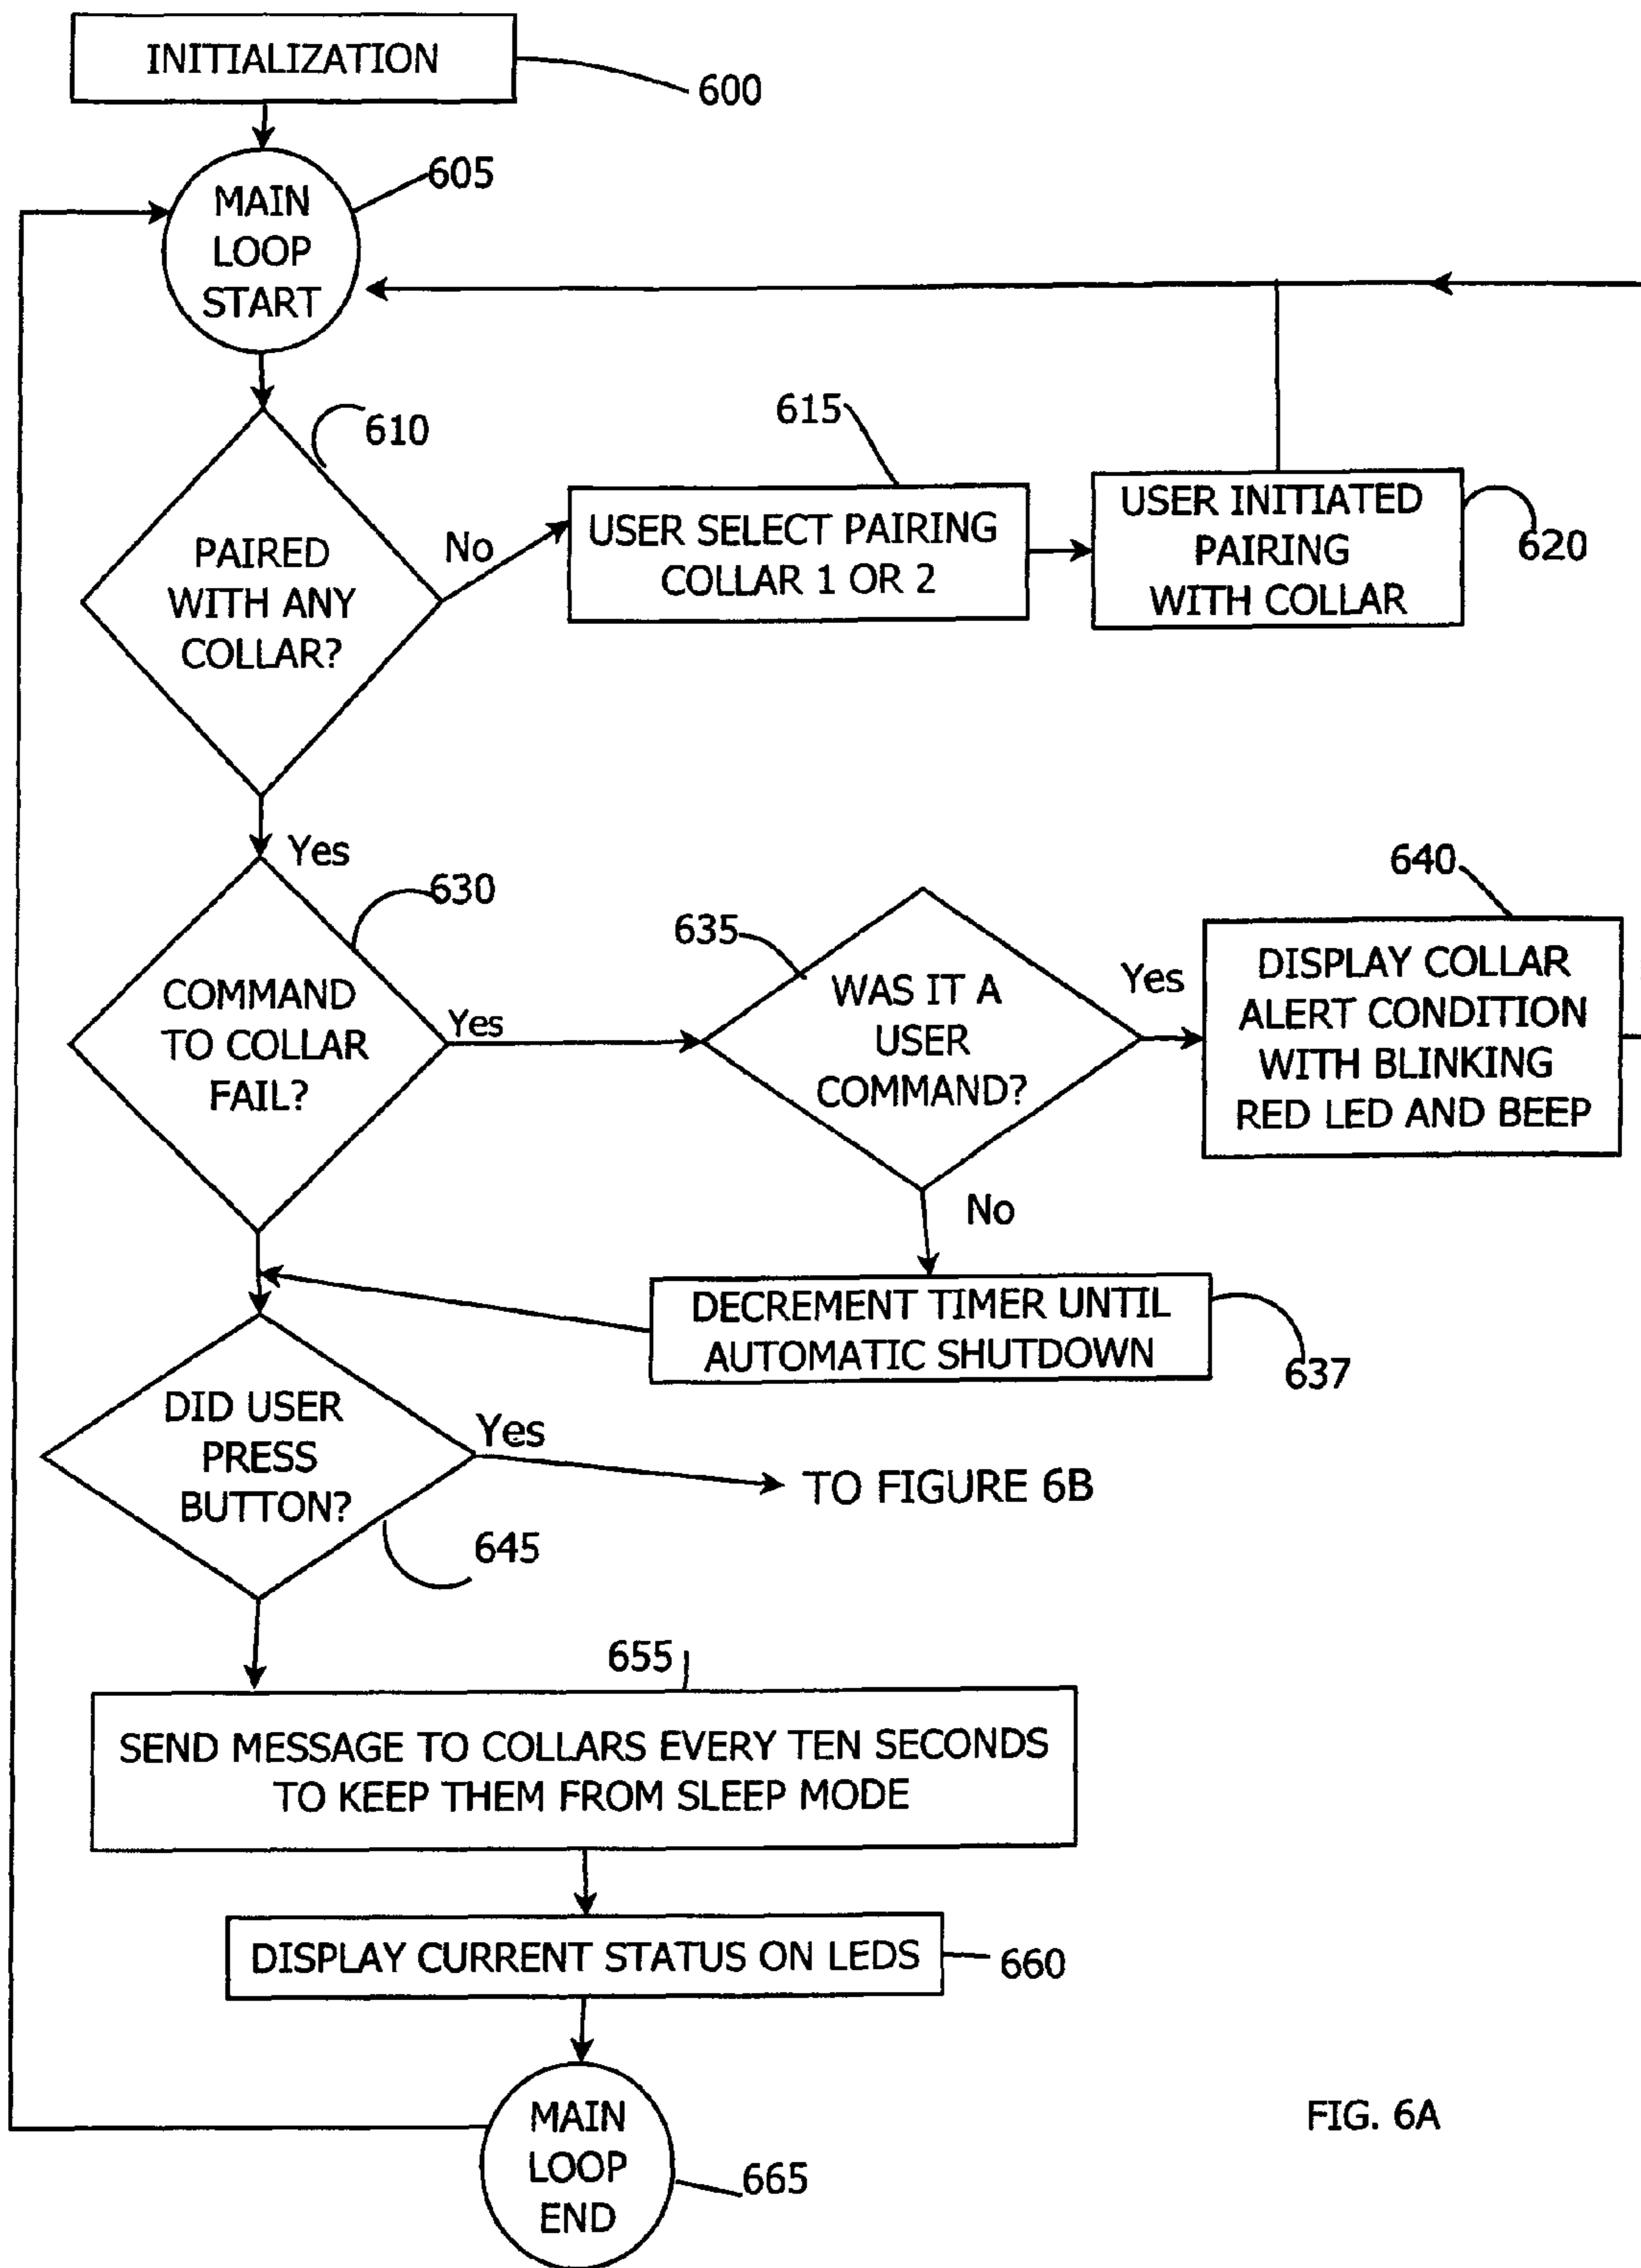 INITIALIZATION
600
MAIN
LOOP
START
605
PAIRED
WITH ANY
COLLAR?
610
No
615
USER SELECT PAIRING
COLLAR 1 OR 2
USER INITIATED
PAIRING
WITH COLLAR
620
Yes
COMMAND
TO COLLAR
FAIL?
630
Yes
635
WAS IT A
USER
COMMAND?
Yes
640
DISPLAY COLLAR
ALERT CONDITION
WITH BLINKING
RED LED AND BEEP
No
DECREMENT TIMER UNTIL
AUTOMATIC SHUTDOWN
637
DID USER
PRESS
BUTTON?
Yes
TO FIGURE 6B
645
655
SEND MESSAGE TO COLLARS EVERY TEN SECONDS
TO KEEP THEM FROM SLEEP MODE
DISPLAY CURRENT STATUS ON LEDS
660
MAIN
LOOP
END
665
FIG. 6A